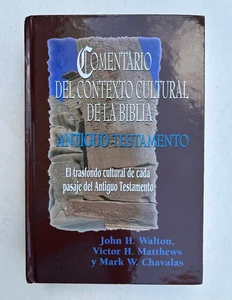 COMENTARIO
DEL CONTEXTO CULTURAL
DE LA BIBLIA
ANTIGUO TESTAMENTO
El trasfondo cultural de cada
pasaje del Antiguo Testamento
John H. Walton,
Victor H. Matthews
y Mark W. Chavalas